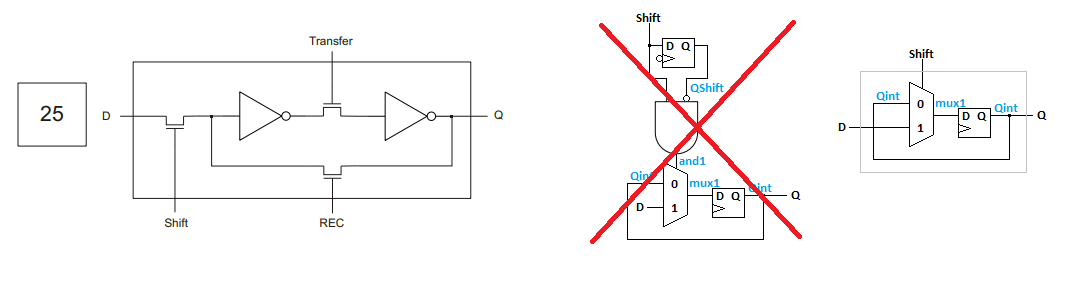 25
D
Transfer
Q
Shift
REC
Shift
D Q
QShift
and1
Qint
0
mux1
D
1
D Q
Qint
Q
Shift
Qint
0
mux1
D
1
D Q
Qint
Q